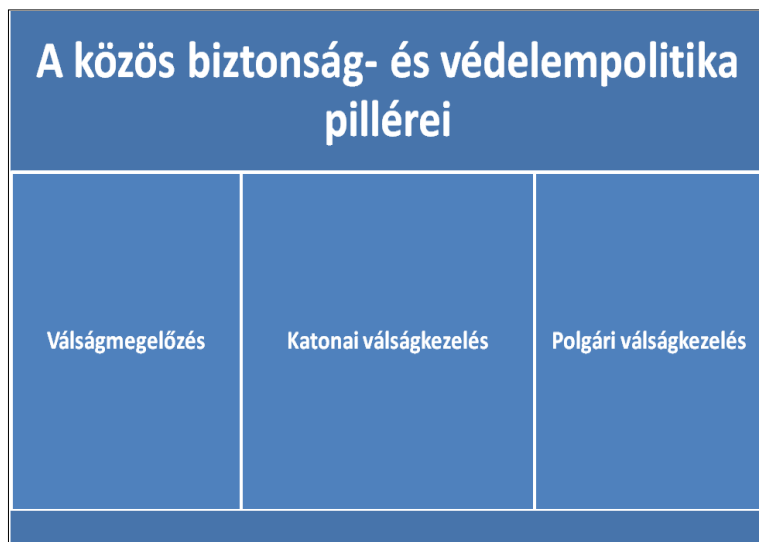 A közös biztonság- és védelempolitika
pillérei
Válságmegelőzés
Katonai válságkezelés
Polgári válságkezelés